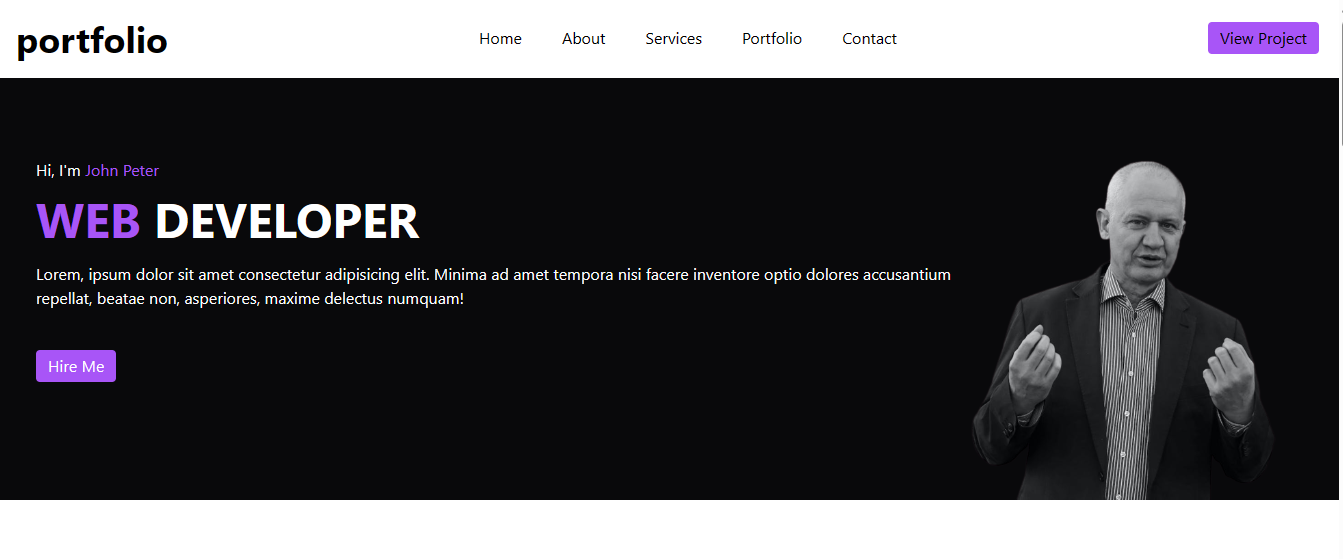 portfolio
Home About Services Portfolio Contact
View Project
Hi, I'm John Peter
WEB DEVELOPER
Lorem, ipsum dolor sit amet consectetur adipisicing elit. Minima ad amet tempora nisi facere inventore optio dolores accusantium
repellat, beatae non, asperiores, maxime delectus numquam!
Hire Me